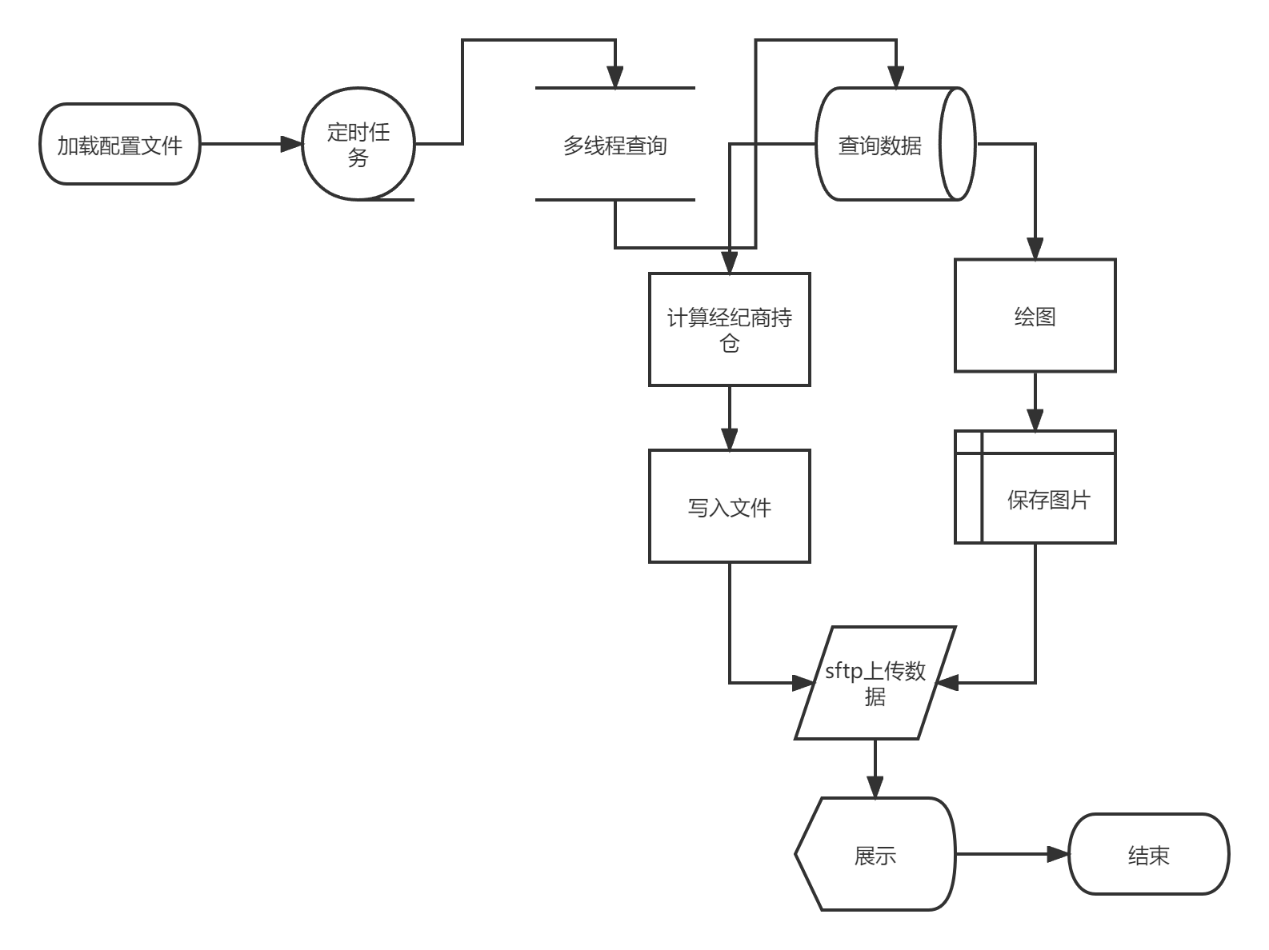 加载配置文件
定时任
务
多线程查询
查询数据
计算经纪商持
仓
绘图
写入文件
保存图片
sftp上传数
据
展示
结束